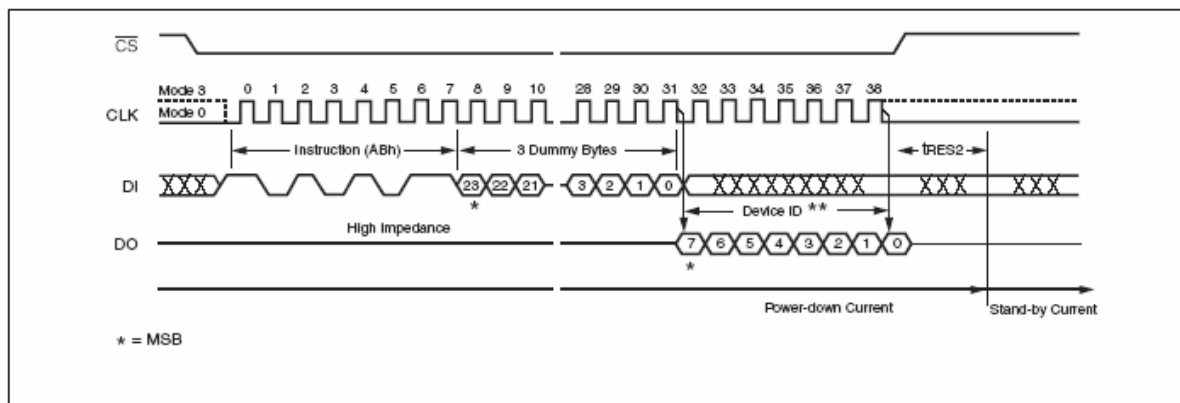 CS
Mode 3 0 1 2 3 4 5 6 7 8 9 10 28 29 30 31 32 33 34 35 36 37 38
CLK Mode 0
Instruction (ABh) 3 Dummy Bytes tRES2
DI XXX 23 22 21 3 2 1 0 XXXXXXXXX XXX XXX
* Device ID **
High Impedance
DO 7 6 5 4 3 2 1 0
*
Power-down Current Stand-by Current
* = MSB